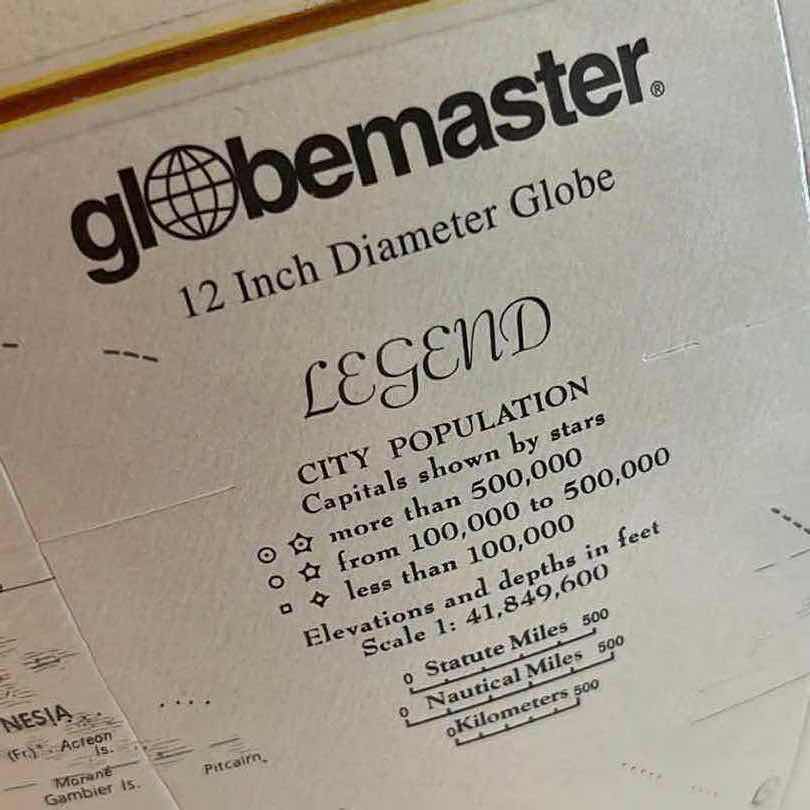 globemaster®
12 Inch Diameter Globe
LEGEND
CITY POPULATION
Capitals shown by stars
more than 500,000
from 100,000 to 500,000
less than 100,000
Elevations and depths in feet
Scale 1: 41,849,600
0 Statute Miles 500
0 Nautical Miles 500
0 Kilometers 500
NESIA
(Fr.) Acteon
Is.
Morane
Gambier Is.
Pitcairn